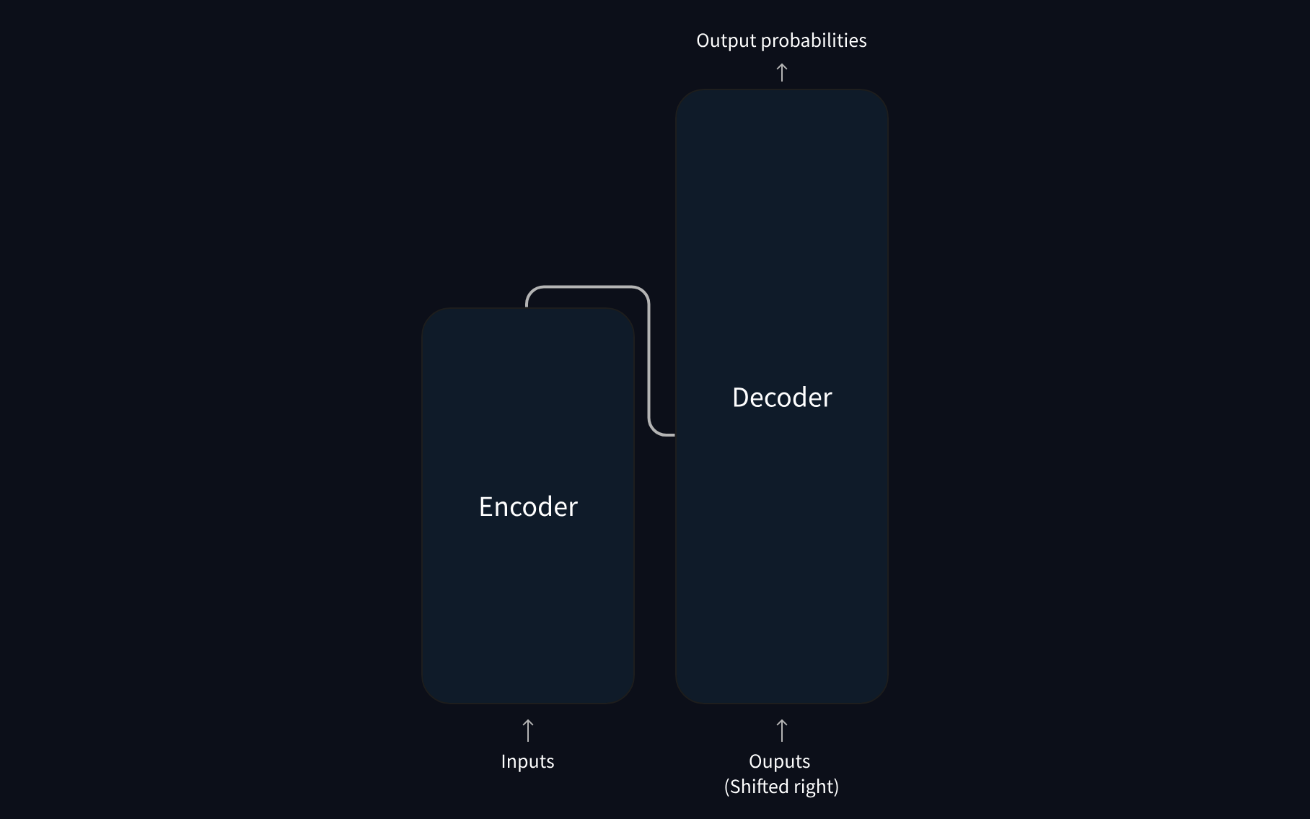 Output probabilities
Decoder
Encoder
Inputs
Ouputs
(Shifted right)